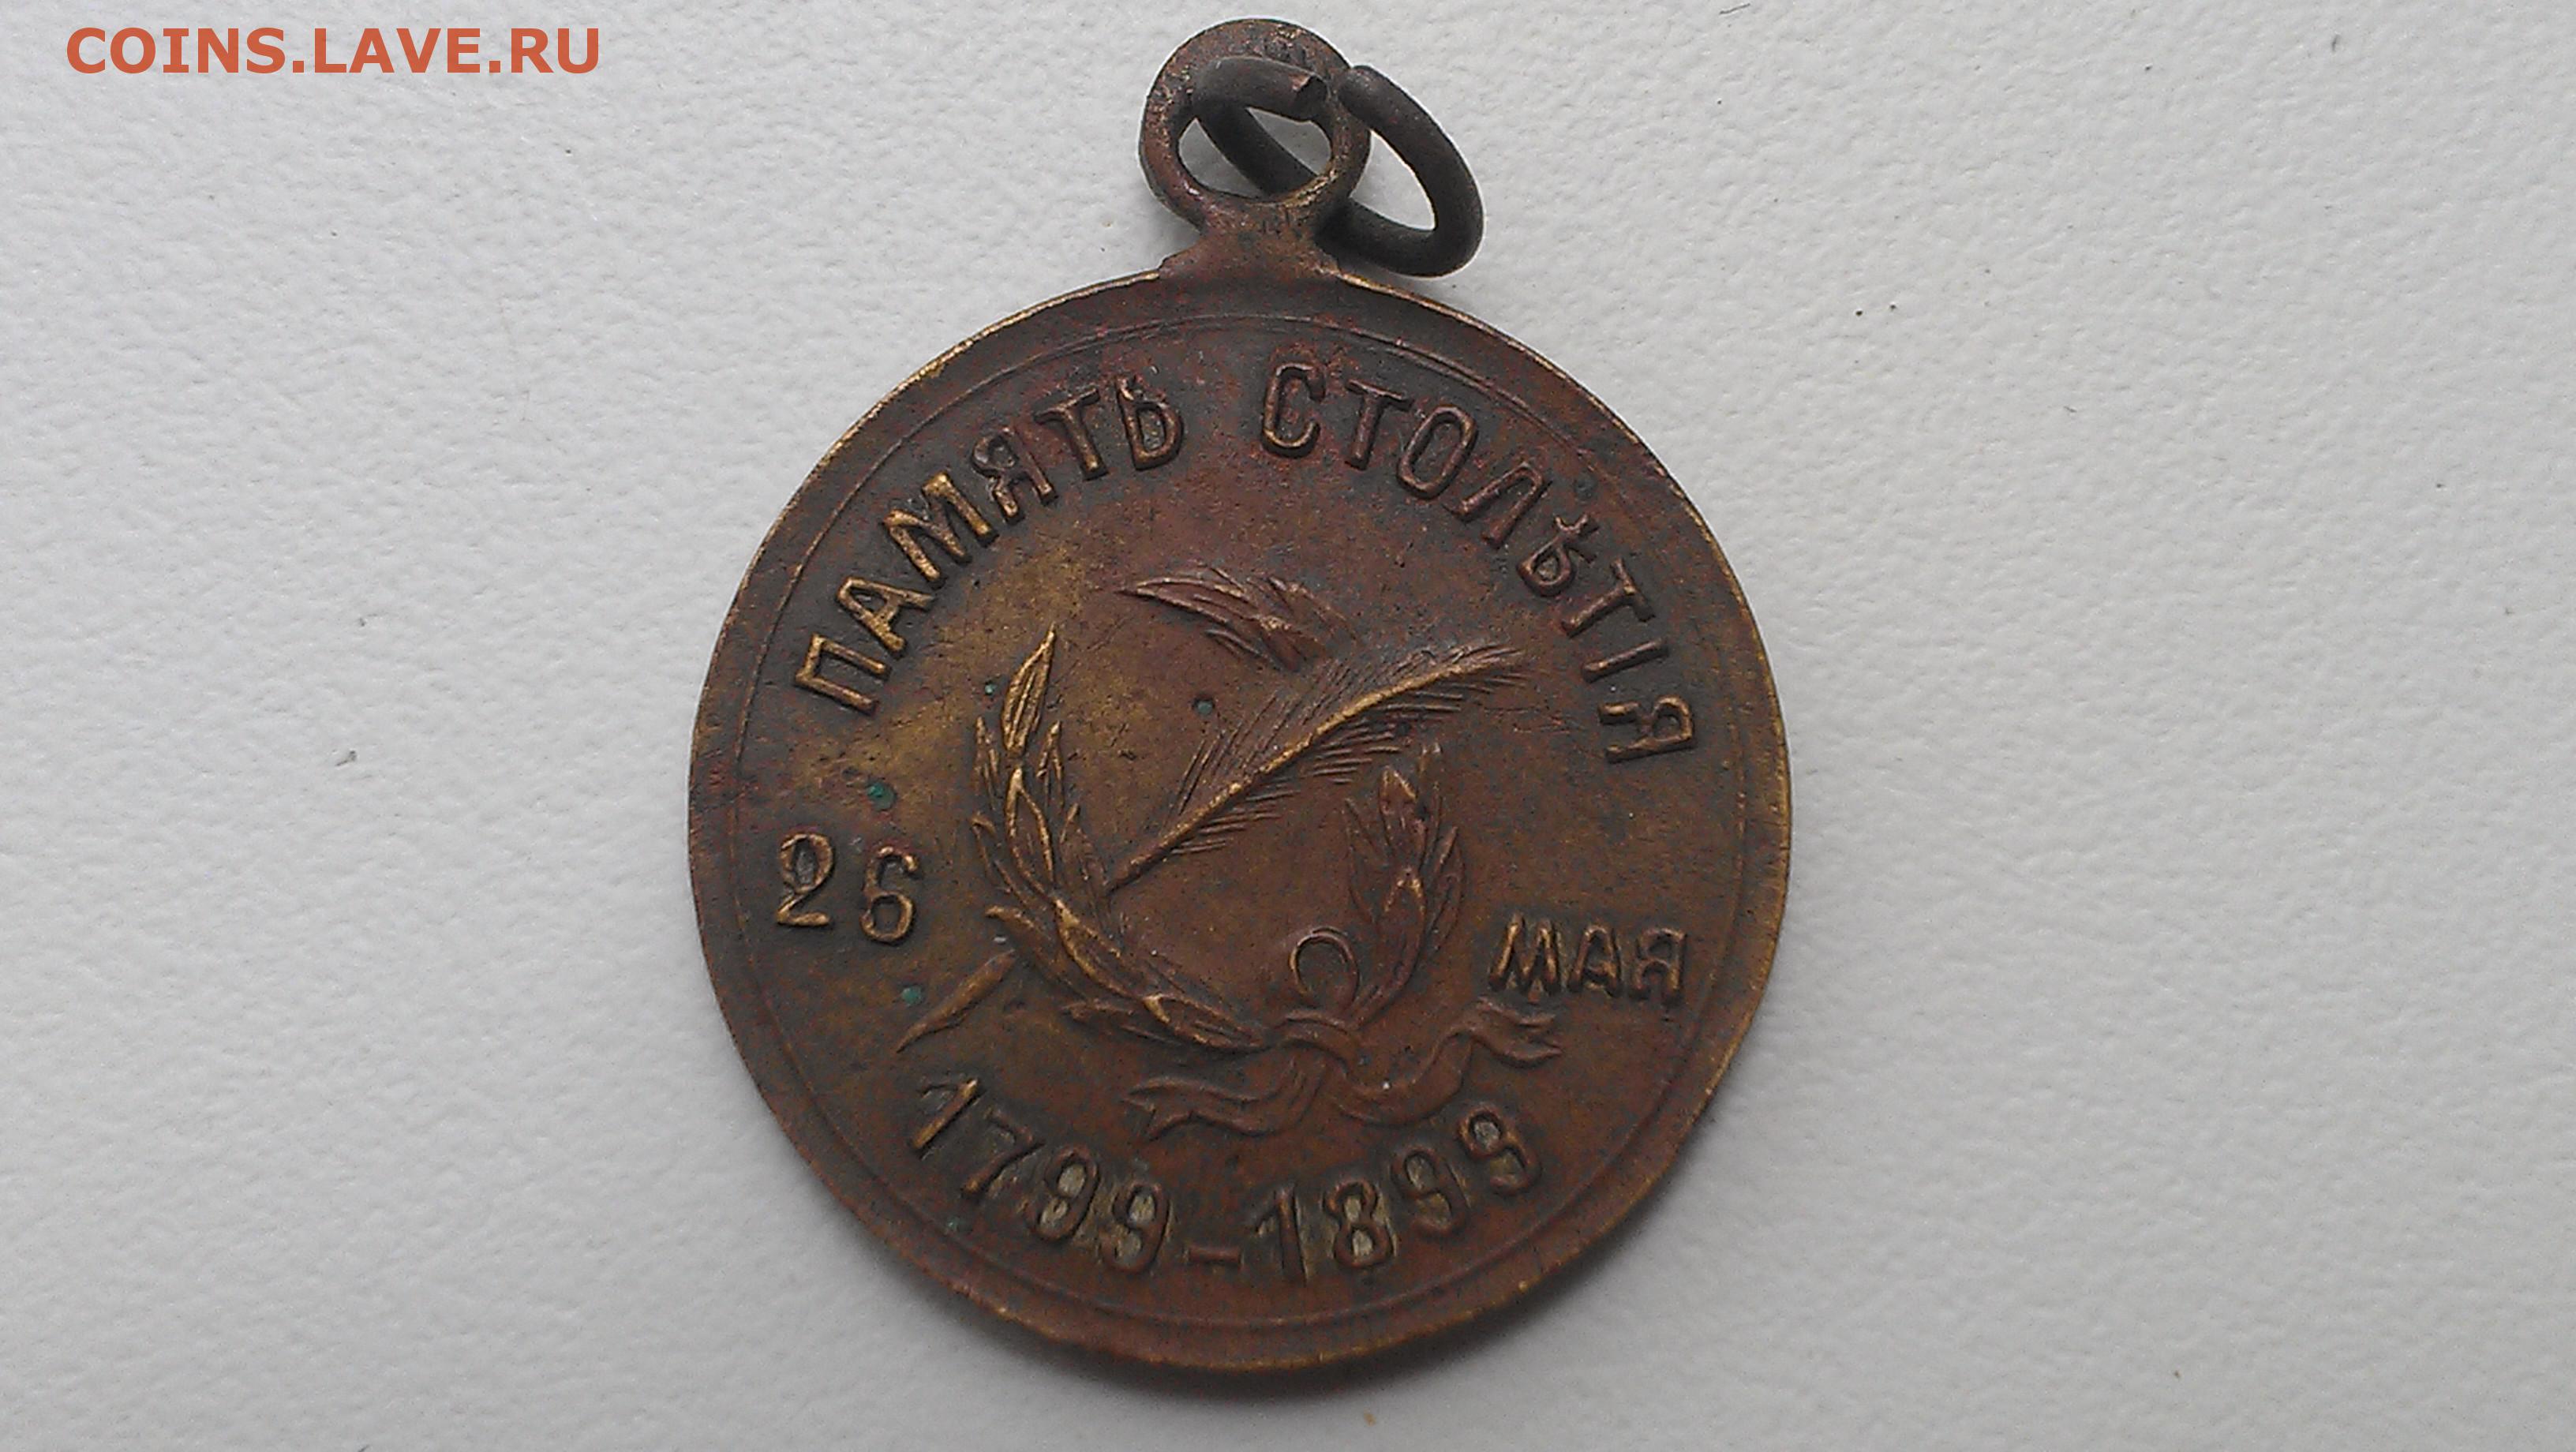 COINS.LAVE.RU
ПАМЯТЬ СТОЛѢТІЯ
26 МАЯ
1799-1899